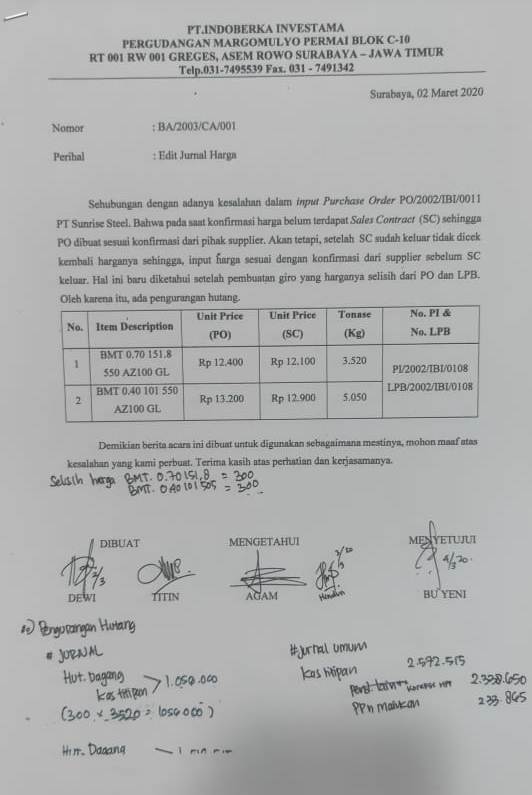 PT.INDOBERKA INVESTAMA
PERGUDANGAN MARGOMULYO PERMAI BLOK C-10
RT 001 RW 001 GREGES, ASEM ROWO SURABAYA – JAWA TIMUR
Telp.031-7495539 Fax. 031 - 7491342
Surabaya, 02 Maret 2020
Nomor : BA/2003/CA/001
Perihal : Edit Jurnal Harga
Sehubungan dengan adanya kesalahan dalam input Purchase Order PO/2002/IBI/0011
PT Sunrise Steel. Bahwa pada saat konfirmasi harga belum terdapat Sales Contract (SC) sehingga
PO dibuat sesuai konfirmasi dari pihak supplier. Akan tetapi, setelah SC sudah keluar tidak dicek
kembali harganya sehingga, input harga sesuai dengan konfirmasi dari supplier sebelum SC
keluar. Hal ini baru diketahui setelah pembuatan giro yang harganya selisih dari PO dan LPB.
Oleh karena itu, ada pengurangan hutang.
No. Item Description Unit Price (PO) Unit Price (SC) Tonase (Kg) No. PI & No. LPB
1 BMT 0.70 151.8 550 AZ100 GL Rp 12.400 Rp 12.100 3.520 PI/2002/IBI/0108
2 BMT 0.40 101 550 AZ100 GL Rp 13.200 Rp 12.900 5.050 LPB/2002/IBI/0108
Demikian berita acara ini dibuat untuk digunakan sebagaimana mestinya, mohon maaf atas
kesalahan yang kami perbuat. Terima kasih atas perhatian dan kerjasamanya.
Selisih harga BMT. 0.70 151,8 = 300
BMT. 0.40 101 505 = 300
DIBUAT MENGETAHUI MENYETUJUI
2/3 3/20 4/3 20.
DEWI TITIN AGAM Hendra BU YENI
Pengurangan Hutang
# JURNAL #Jurnal Umum
Hut. Dagang > 1.056.000 Kas titipan 2.592.515
Kas titipan 2.338.650
(300 x 3520 = 1056000) PPn Masukan 233.865
Hut. Dagang